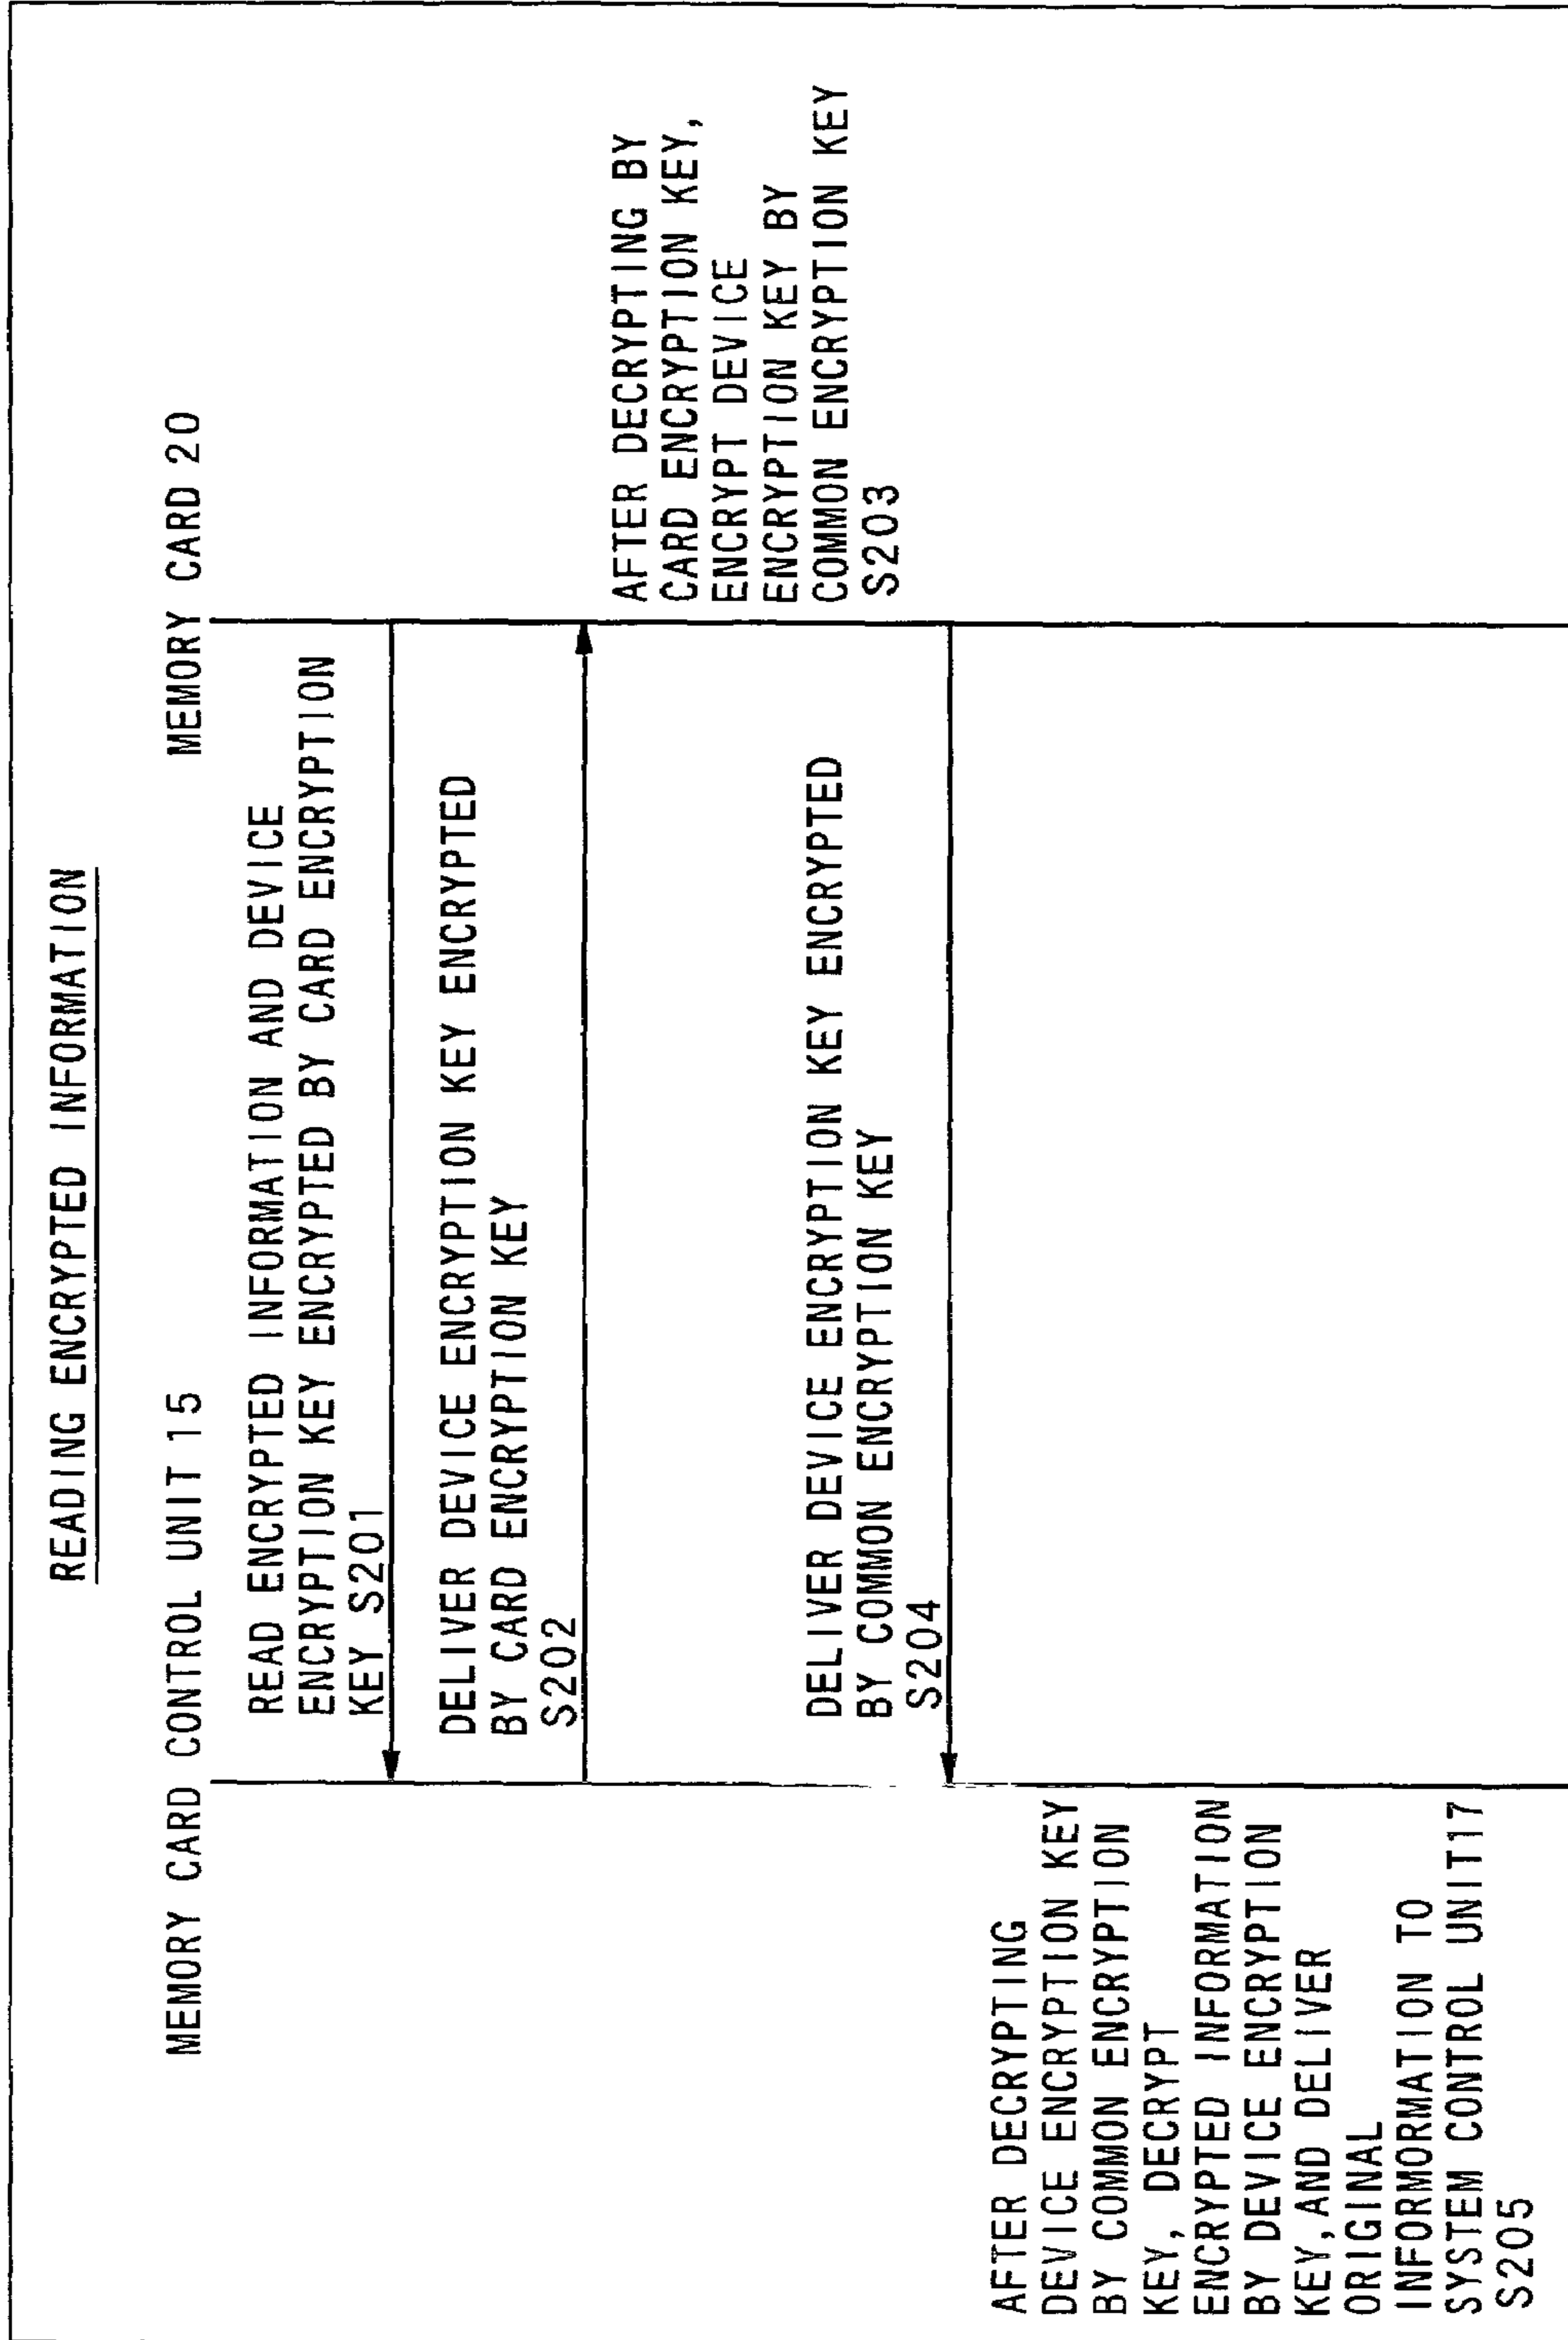 READING ENCRYPTED INFORMATION
MEMORY CARD CONTROL UNIT 15
MEMORY CARD 20
READ ENCRYPTED INFORMATION AND DEVICE
ENCRYPTION KEY ENCRYPTED BY CARD ENCRYPTION
KEY S201
DELIVER DEVICE ENCRYPTION KEY ENCRYPTED
BY CARD ENCRYPTION KEY
S202
AFTER DECRYPTING BY
CARD ENCRYPTION KEY,
ENCRYPT DEVICE
ENCRYPTION KEY BY
COMMON ENCRYPTION KEY
S203
DELIVER DEVICE ENCRYPTION KEY ENCRYPTED
BY COMMON ENCRYPTION KEY
S204
AFTER DECRYPTING
DEVICE ENCRYPTION KEY
BY COMMON ENCRYPTION
KEY, DECRYPT
ENCRYPTED INFORMATION
BY DEVICE ENCRYPTION
KEY,AND DELIVER
ORIGINAL
INFORMORMATION TO
SYSTEM CONTROL UNIT17
S205